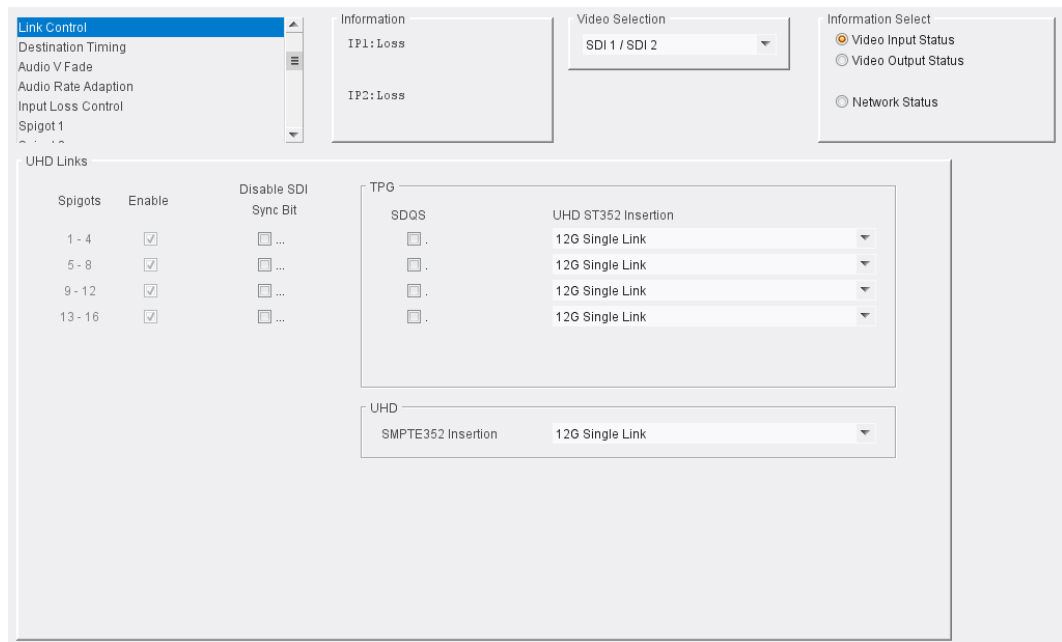 Link Control
Destination Timing
Audio V Fade
Audio Rate Adaption
Input Loss Control
Spigot 1
Information
IP1:Loss
IP2:Loss
Video Selection
SDI 1 / SDI 2
Information Select
Video Input Status
Video Output Status
Network Status
UHD Links
Spigots Enable Disable SDI
Sync Bit
1 - 4 ...
5 - 8 ...
9 - 12 ...
13 - 16 ...
TPG
SDQS UHD ST352 Insertion
. 12G Single Link
. 12G Single Link
. 12G Single Link
. 12G Single Link
UHD
SMPTE352 Insertion 12G Single Link